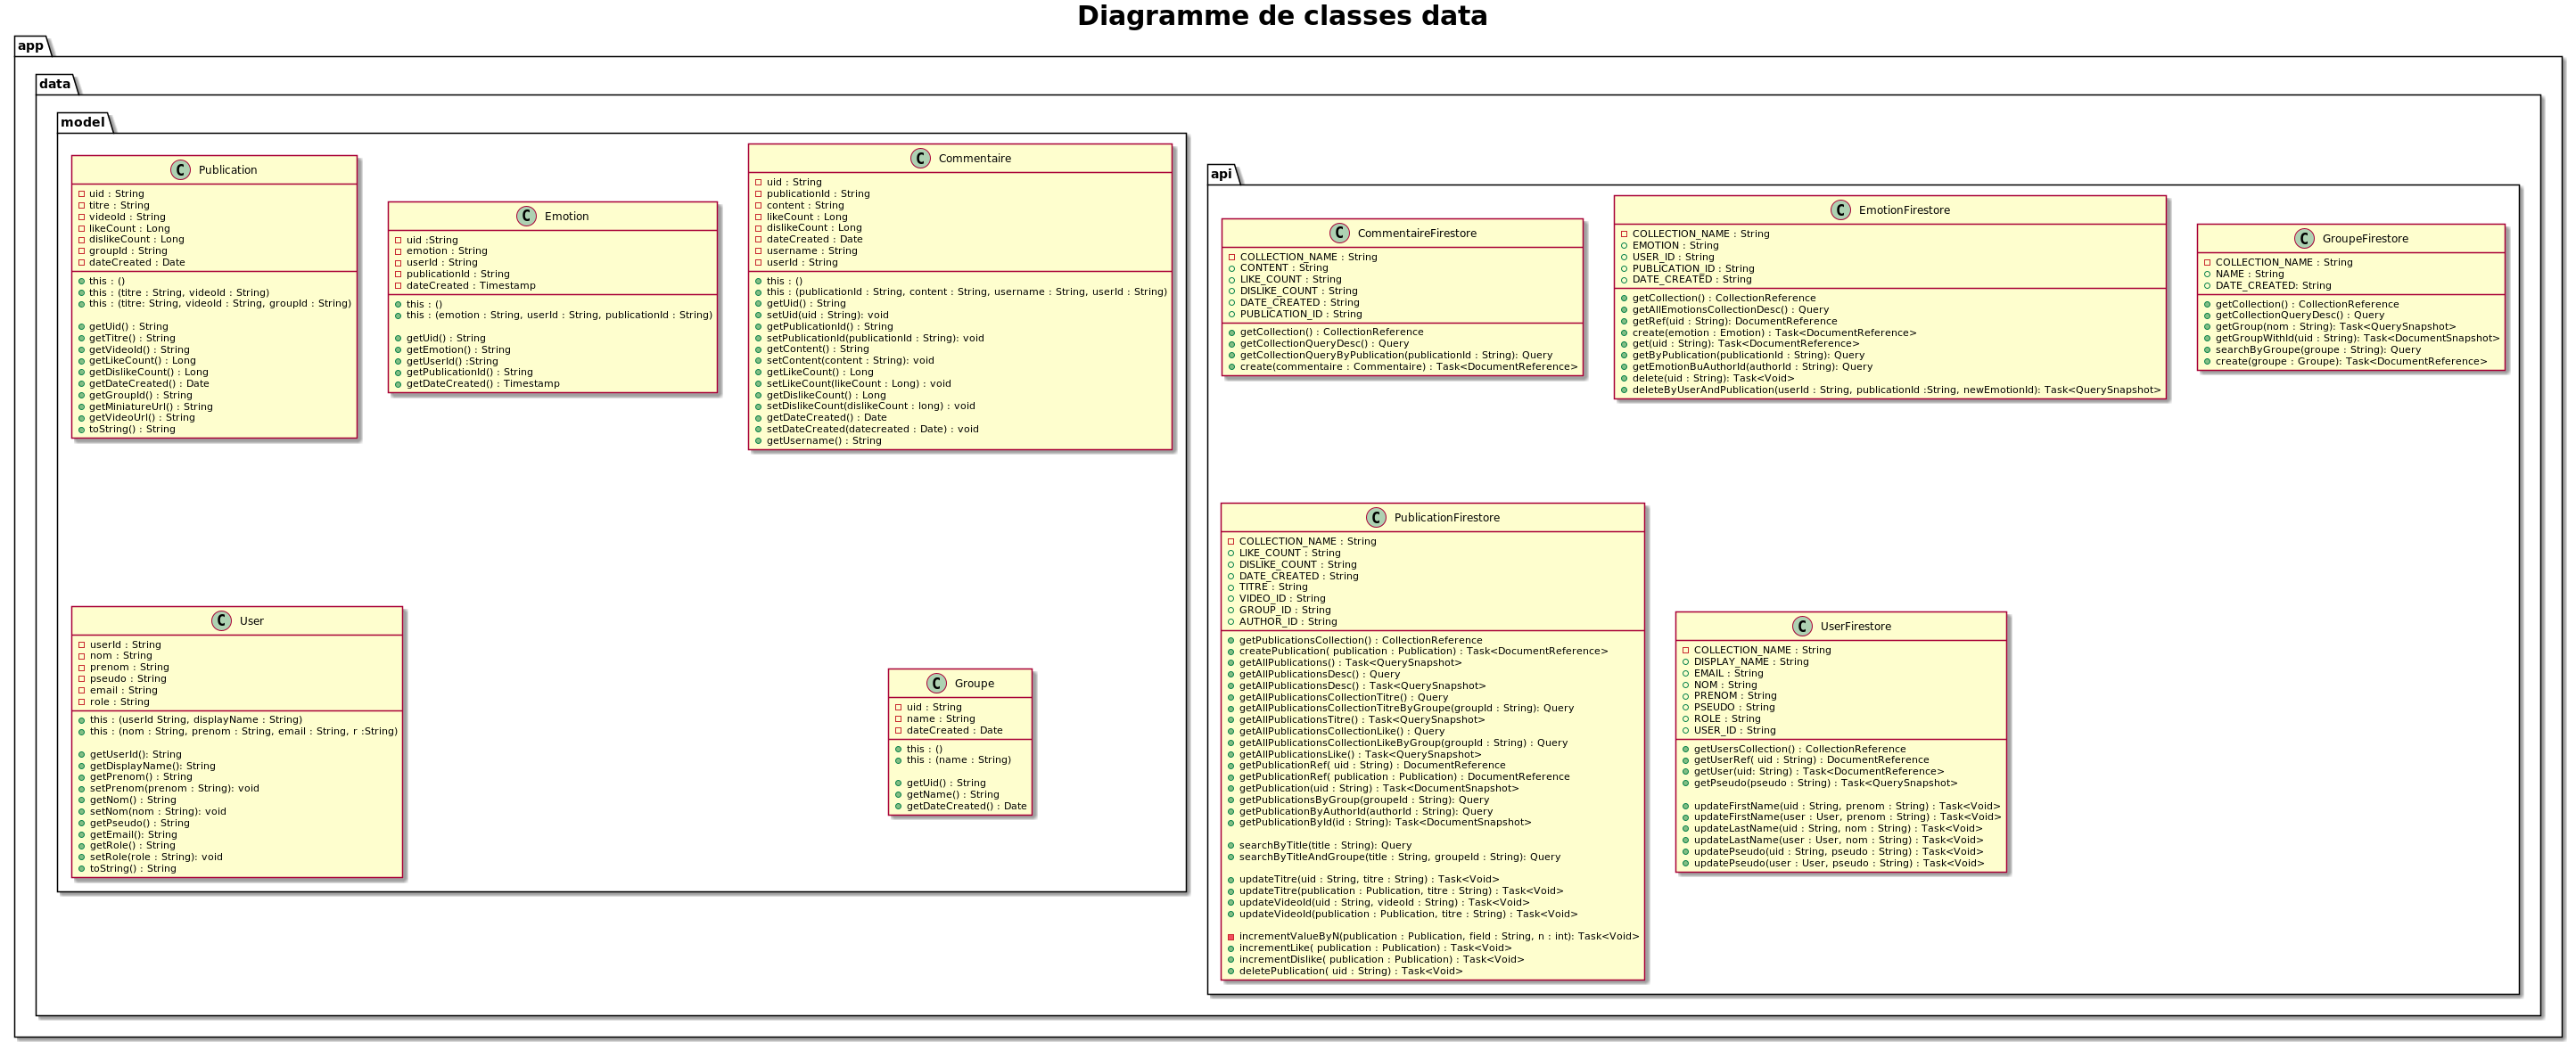 Diagramme de classes data
app
data
model
Publication
uid : String
titre : String
videoId : String
likeCount : Long
dislikeCount : Long
groupId : String
dateCreated : Date
this : ()
this : (titre : String, videoId : String)
this : (titre: String, videoId : String, groupId : String)
getUid() : String
getTitre() : String
getVideoId() : String
getLikeCount() : Long
getDislikeCount() : Long
getDateCreated() : Date
getGroupId() : String
getMiniatureUrl() : String
getVideoUrl() : String
toString() : String
Emotion
uid :String
emotion : String
userId : String
publicationId : String
dateCreated : Timestamp
this : ()
this : (emotion : String, userId : String, publicationId : String)
getUid() : String
getEmotion() : String
getUserId() :String
getPublicationId() : String
getDateCreated() : Timestamp
Commentaire
uid : String
publicationId : String
content : String
likeCount : Long
dislikeCount : Long
dateCreated : Date
username : String
userId : String
this : ()
this : (publicationId : String, content : String, username : String, userId : String)
getUid() : String
setUid(uid : String): void
getPublicationId() : String
setPublicationId(publicationId : String): void
getContent() : String
setContent(content : String): void
getLikeCount() : Long
setLikeCount(likeCount : Long) : void
getDislikeCount() : Long
setDislikeCount(dislikeCount : long) : void
getDateCreated() : Date
setDateCreated(datecreated : Date) : void
getUsername() : String
User
userId : String
nom : String
prenom : String
pseudo : String
email : String
role : String
this : (userId String, displayName : String)
this : (nom : String, prenom : String, email : String, r :String)
getUserId(): String
getDisplayName(): String
getPrenom() : String
setPrenom(prenom : String): void
getNom() : String
setNom(nom : String): void
getPseudo() : String
getEmail(): String
getRole() : String
setRole(role : String): void
toString() : String
Groupe
uid : String
name : String
dateCreated : Date
this : ()
this : (name : String)
getUid() : String
getName() : String
getDateCreated() : Date
api
CommentaireFirestore
COLLECTION_NAME : String
CONTENT : String
LIKE_COUNT : String
DISLIKE_COUNT : String
DATE_CREATED : String
PUBLICATION_ID : String
getCollection() : CollectionReference
getCollectionQueryDesc() : Query
getCollectionQueryByPublication(publicationId : String): Query
create(commentaire : Commentaire) : Task<DocumentReference>
EmotionFirestore
COLLECTION_NAME : String
EMOTION : String
USER_ID : String
PUBLICATION_ID : String
DATE_CREATED : String
getCollection() : CollectionReference
getAllEmotionsCollectionDesc() : Query
getRef(uid : String): DocumentReference
create(emotion : Emotion) : Task<DocumentReference>
get(uid : String): Task<DocumentReference>
getByPublication(publicationId : String): Query
getEmotionBuAuthorId(authorId : String): Query
delete(uid : String): Task<Void>
deleteByUserAndPublication(userId : String, publicationId :String, newEmotionId): Task<QuerySnapshot>
GroupeFirestore
COLLECTION_NAME : String
NAME : String
DATE_CREATED: String
getCollection() : CollectionReference
getCollectionQueryDesc() : Query
getGroup(nom : String): Task<QuerySnapshot>
getGroupWithId(uid : String): Task<DocumentSnapshot>
searchByGroupe(groupe : String): Query
create(groupe : Groupe): Task<DocumentReference>
PublicationFirestore
COLLECTION_NAME : String
LIKE_COUNT : String
DISLIKE_COUNT : String
DATE_CREATED : String
TITRE : String
VIDEO_ID : String
GROUP_ID : String
AUTHOR_ID : String
getPublicationsCollection() : CollectionReference
createPublication( publication : Publication) : Task<DocumentReference>
getAllPublications() : Task<QuerySnapshot>
getAllPublicationsDesc() : Query
getAllPublicationsDesc() : Task<QuerySnapshot>
getAllPublicationsCollectionTitre() : Query
getAllPublicationsCollectionTitreByGroupe(groupId : String): Query
getAllPublicationsTitre() : Task<QuerySnapshot>
getAllPublicationsCollectionLike() : Query
getAllPublicationsCollectionLikeByGroup(groupId : String) : Query
getAllPublicationsLike() : Task<QuerySnapshot>
getPublicationRef( uid : String) : DocumentReference
getPublicationRef( publication : Publication) : DocumentReference
getPublication(uid : String) : Task<DocumentSnapshot>
getPublicationsByGroup(groupeId : String): Query
getPublicationByAuthorId(authorId : String): Query
getPublicationById(id : String): Task<DocumentSnapshot>
searchByTitle(title : String): Query
searchByTitleAndGroupe(title : String, groupeId : String): Query
updateTitre(uid : String, titre : String) : Task<Void>
updateTitre(publication : Publication, titre : String) : Task<Void>
updateVideoId(uid : String, videoId : String) : Task<Void>
updateVideoId(publication : Publication, titre : String) : Task<Void>
incrementValueByN(publication : Publication, field : String, n : int): Task<Void>
incrementLike( publication : Publication) : Task<Void>
incrementDislike( publication : Publication) : Task<Void>
deletePublication( uid : String) : Task<Void>
UserFirestore
COLLECTION_NAME : String
DISPLAY_NAME : String
EMAIL : String
NOM : String
PRENOM : String
PSEUDO : String
ROLE : String
USER_ID : String
getUsersCollection() : CollectionReference
getUserRef( uid : String) : DocumentReference
getUser(uid: String) : Task<DocumentReference>
getPseudo(pseudo : String) : Task<QuerySnapshot>
updateFirstName(uid : String, prenom : String) : Task<Void>
updateFirstName(user : User, prenom : String) : Task<Void>
updateLastName(uid : String, nom : String) : Task<Void>
updateLastName(user : User, nom : String) : Task<Void>
updatePseudo(uid : String, pseudo : String) : Task<Void>
updatePseudo(user : User, pseudo : String) : Task<Void>